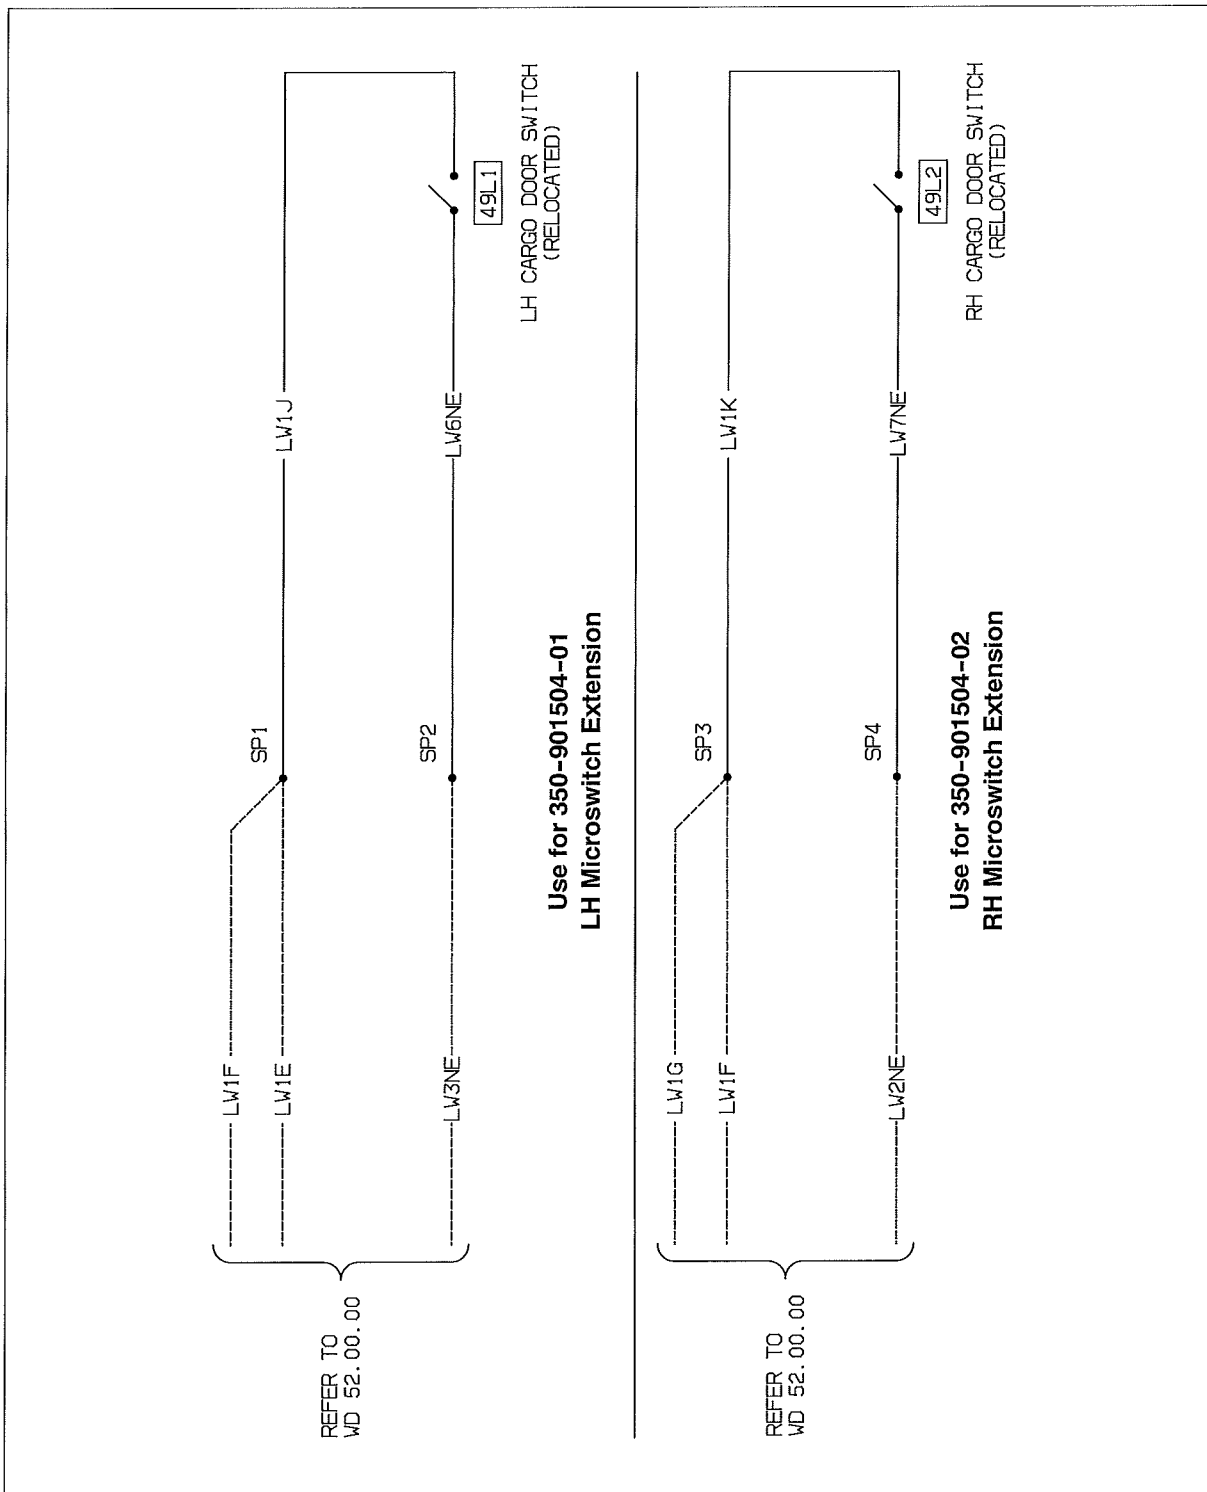 REFER TO
WD 52.00.00
LW1F
LW1E
LW3NE
SP1
SP2
LW1J
LW6NE
49L1
LH CARGO DOOR SWITCH
(RELOCATED)
Use for 350-901504-01
LH Microswitch Extension
REFER TO
WD 52.00.00
LW1G
LW1F
LW2NE
SP3
SP4
LW1K
LW7NE
49L2
RH CARGO DOOR SWITCH
(RELOCATED)
Use for 350-901504-02
RH Microswitch Extension